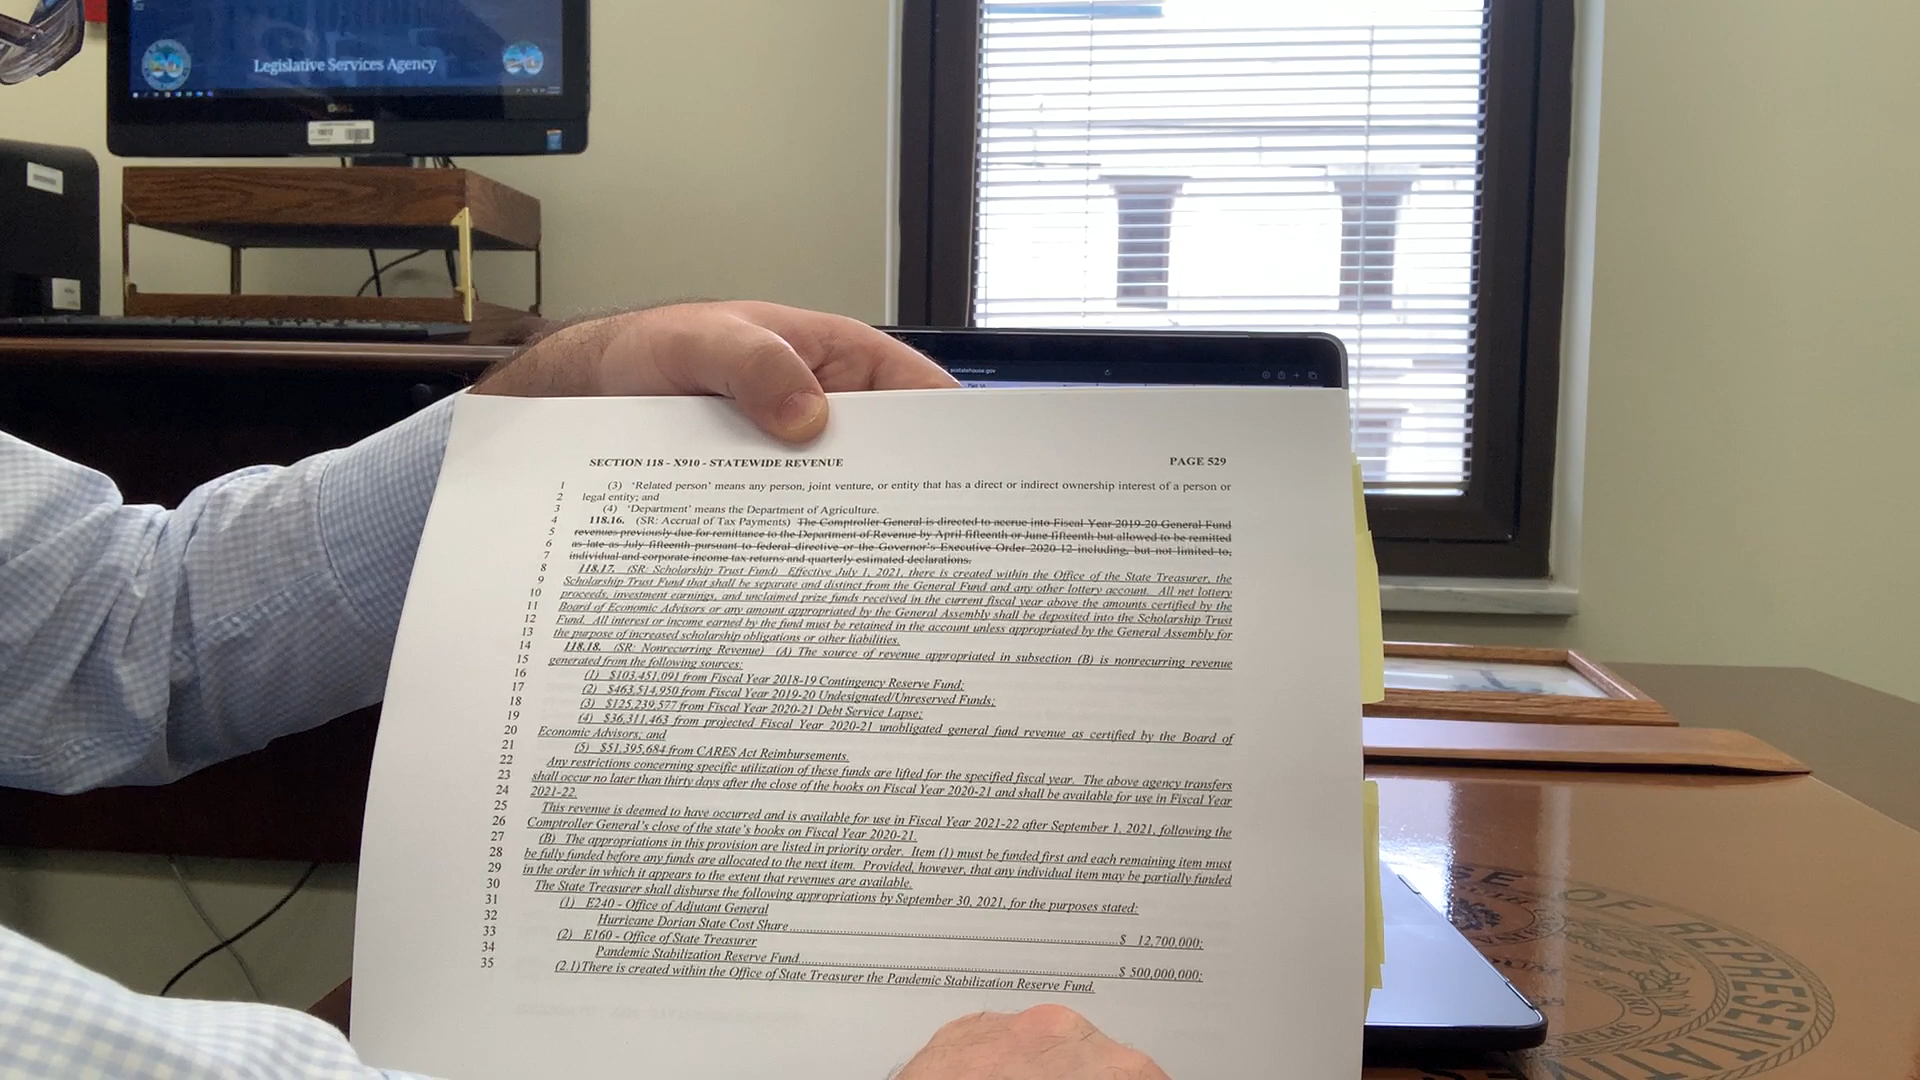 Legislative Services Agency
DELL
scstatehouse.gov
SECTION 118 - X910 - STATEWIDE REVENUE PAGE 529
1 (3) 'Related person' means any person, joint venture, or entity that has a direct or indirect ownership interest of a person or
2 legal entity; and
3 (4) 'Department' means the Department of Agriculture.
4 118.16. (SR: Accrual of Tax Payments) The Comptroller General is directed to accrue into Fiscal Year 2019-20 General Fund
5 revenues previously due for remittance to the Department of Revenue by April fifteenth or June fifteenth but allowed to be remitted
6 as late as July fifteenth pursuant to federal directive or the Governor's Executive Order 2020-12 including, but not limited to,
7 individual and corporate income tax returns and quarterly estimated declarations.
8 118.17. (SR: Scholarship Trust Fund) Effective July 1, 2021, there is created within the Office of the State Treasurer, the
9 Scholarship Trust Fund that shall be separate and distinct from the General Fund and any other lottery account. All net lottery
10 proceeds, investment earnings, and unclaimed prize funds received in the current fiscal year above the amounts certified by the
11 Board of Economic Advisors or any amount appropriated by the General Assembly shall be deposited into the Scholarship Trust
12 Fund. All interest or income earned by the fund must be retained in the account unless appropriated by the General Assembly for
13 the purpose of increased scholarship obligations or other liabilities.
14 118.18. (SR: Nonrecurring Revenue) (A) The source of revenue appropriated in subsection (B) is nonrecurring revenue
15 generated from the following sources:
16 (1) $103,451,091 from Fiscal Year 2018-19 Contingency Reserve Fund;
17 (2) $463,514,950 from Fiscal Year 2019-20 Undesignated/Unreserved Funds;
18 (3) $125,239,577 from Fiscal Year 2020-21 Debt Service Lapse;
19 (4) $36,311,463 from projected Fiscal Year 2020-21 unobligated general fund revenue as certified by the Board of
20 Economic Advisors; and
21 (5) $51,395,684 from CARES Act Reimbursements.
22 Any restrictions concerning specific utilization of these funds are lifted for the specified fiscal year. The above agency transfers
23 shall occur no later than thirty days after the close of the books on Fiscal Year 2020-21 and shall be available for use in Fiscal Year
24 2021-22.
25 This revenue is deemed to have occurred and is available for use in Fiscal Year 2021-22 after September 1, 2021, following the
26 Comptroller General's close of the state's books on Fiscal Year 2020-21.
27 (B) The appropriations in this provision are listed in priority order. Item (1) must be funded first and each remaining item must
28 be fully funded before any funds are allocated to the next item. Provided, however, that any individual item may be partially funded
29 in the order in which it appears to the extent that revenues are available.
30 The State Treasurer shall disburse the following appropriations by September 30, 2021, for the purposes stated:
31 (1) E240 - Office of Adjutant General
32 Hurricane Dorian State Cost Share $ 12,700,000;
33 (2) E160 - Office of State Treasurer
34 Pandemic Stabilization Reserve Fund $ 500,000,000;
35 (2.1)There is created within the Office of State Treasurer the Pandemic Stabilization Reserve Fund.
OF REPRESENTATIV